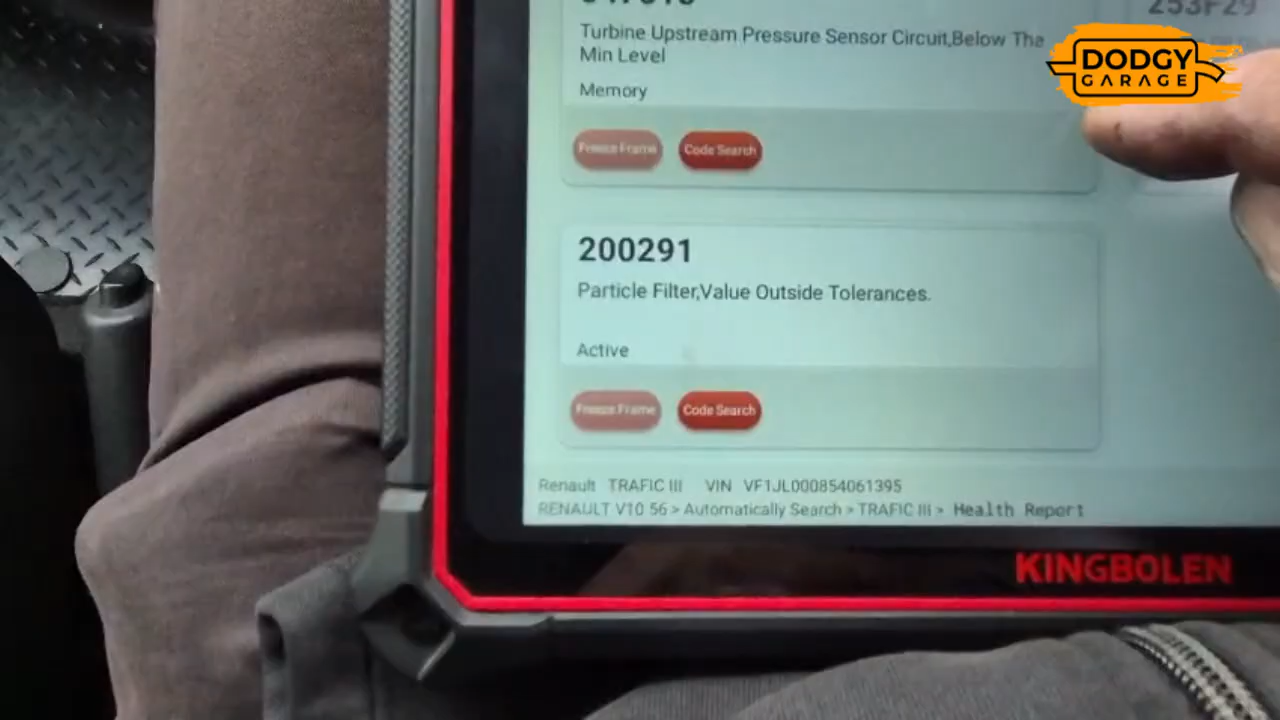 253F29
Turbine Upstream Pressure Sensor Circuit,Below The
Min Level
Memory
Freeze Frame
Code Search
DODGY
GARAGE
200291
Particle Filter,Value Outside Tolerances.
Active
Freeze Frame
Code Search
Renault TRAFIC III VIN VF1JL000854061395
RENAULT V10 56 > Automatically Search > TRAFIC III > Health Report
KINGBOLEN